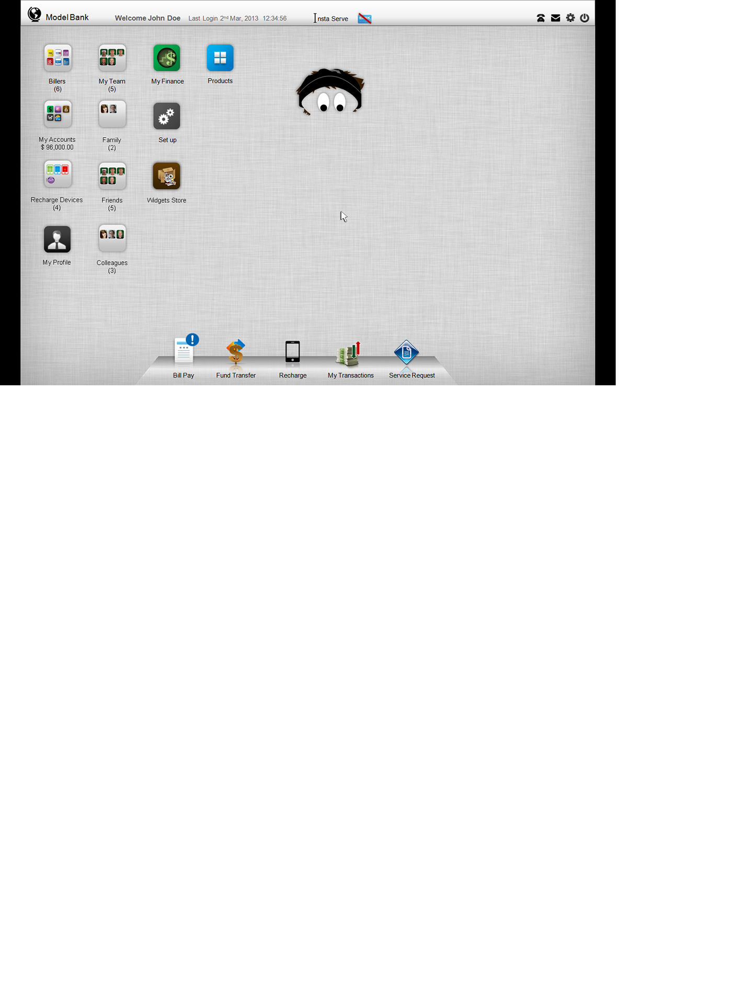 Model Bank
Welcome John Doe Last Login 2nd Mar, 2013 12:34:56
Insta Serve
Billers
(6)
My Team
(5)
My Finance
Products
My Accounts
$ 96,000.00
Family
(2)
Set up
Recharge Devices
(4)
Friends
(5)
Widgets Store
My Profile
Colleagues
(3)
Bill Pay
Fund Transfer
Recharge
My Transactions
Service Request